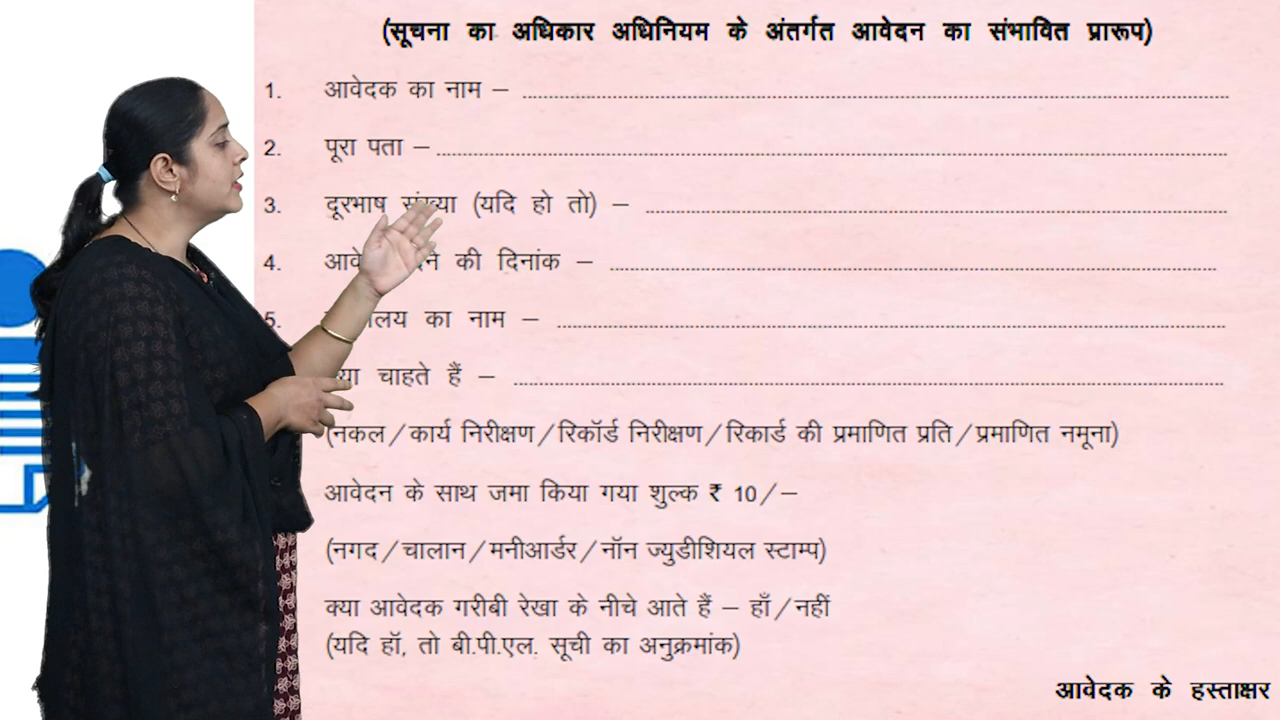 (सूचना का अधिकार अधिनियम के अंतर्गत आवेदन का संभावित प्रारूप)
1. आवेदक का नाम –
2. पूरा पता –
3. दूरभाष (यदि हो तो) –
4. की दिनांक –
5. का नाम –
चाहते हैं –
(नकल/कार्य निरीक्षण/रिकॉर्ड निरीक्षण/रिकार्ड की प्रमाणित प्रति/प्रमाणित नमूना)
आवेदन के साथ जमा किया गया शुल्क ₹ 10/–
(नगद/चालान/मनीआर्डर/नॉन ज्युडीशियल स्टाम्प)
क्या आवेदक गरीबी रेखा के नीचे आते हैं – हाँ/नहीं
(यदि हॉ, तो बी.पी.एल. सूची का अनुक्रमांक)
आवेदक के हस्ताक्षर